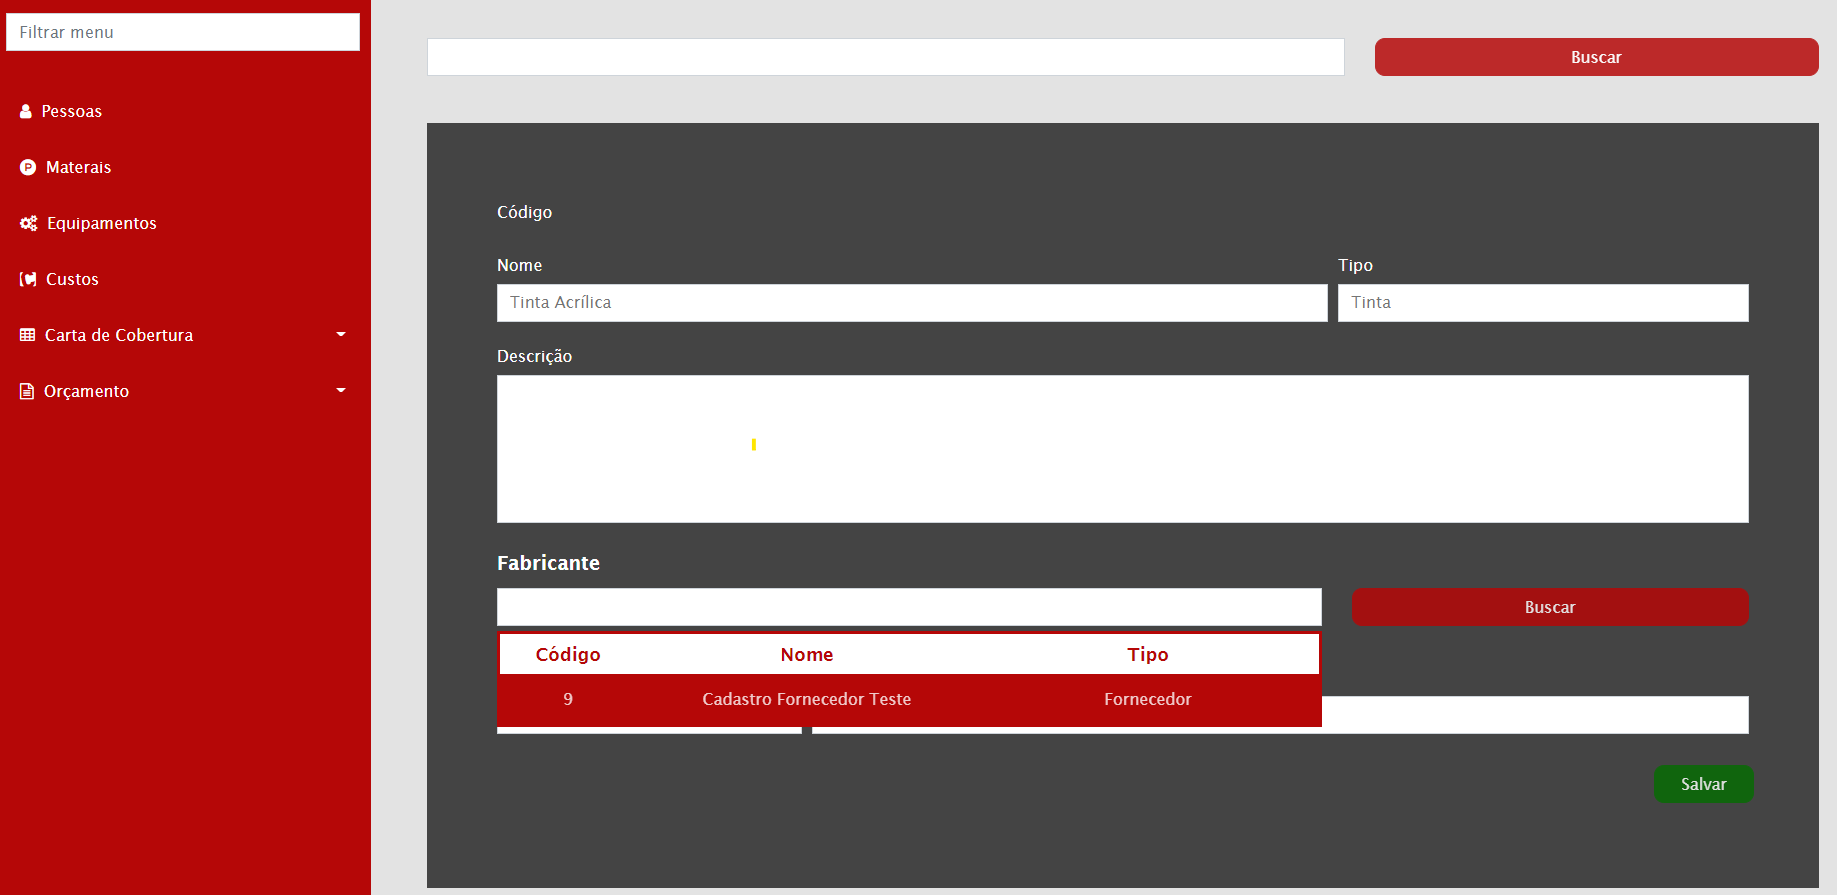 Filtrar menu
Pessoas
Materais
Equipamentos
Custos
Carta de Cobertura
Orçamento
Buscar
Código
Nome
Tipo
Tinta Acrílica
Tinta
Descrição
Fabricante
Buscar
Código Nome Tipo
9 Cadastro Fornecedor Teste Fornecedor
Salvar